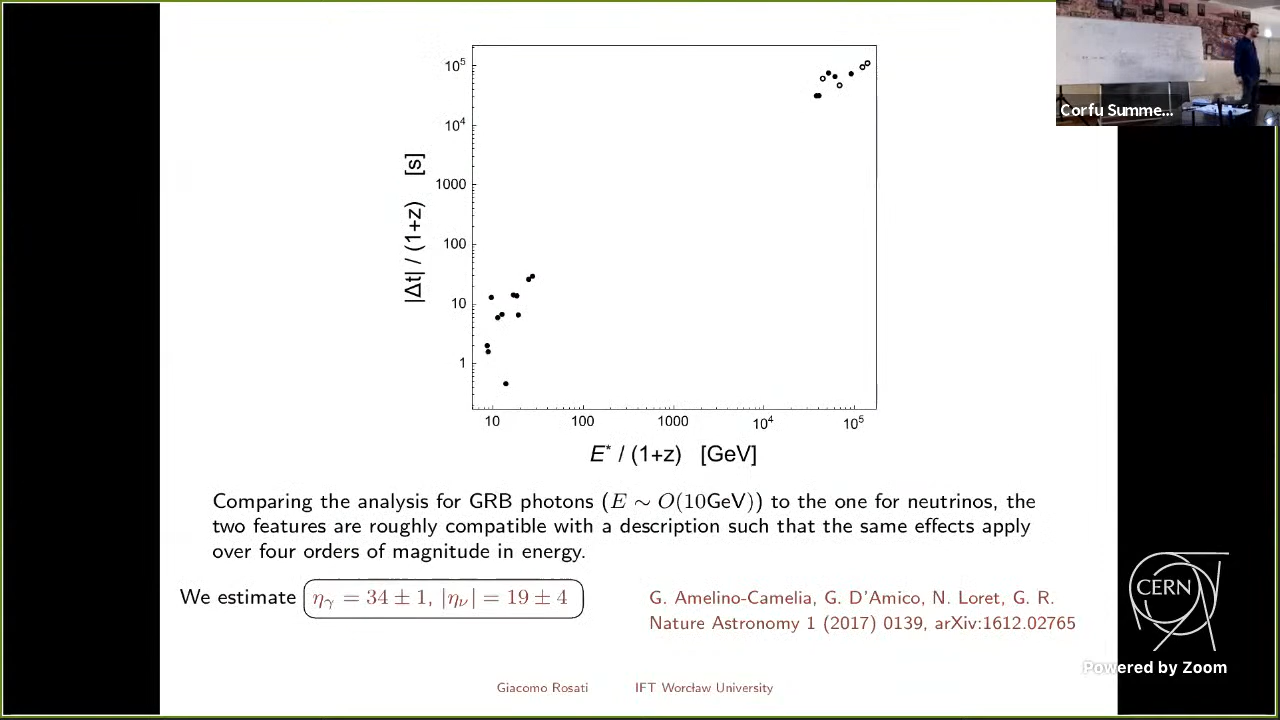 Corfu Summe...
10⁵
10⁴
1000
100
10
1
|Δt| / (1+z) [s]
10 100 1000 10⁴ 10⁵
E* / (1+z) [GeV]
Comparing the analysis for GRB photons (E ∼ O(10GeV)) to the one for neutrinos, the
two features are roughly compatible with a description such that the same effects apply
over four orders of magnitude in energy.
We estimate η_γ = 34 ± 1, |η_ν| = 19 ± 4
G. Amelino-Camelia, G. D'Amico, N. Loret, G. R.
Nature Astronomy 1 (2017) 0139, arXiv:1612.02765
CERN
Powered by Zoom
Giacomo Rosati IFT Worcław University